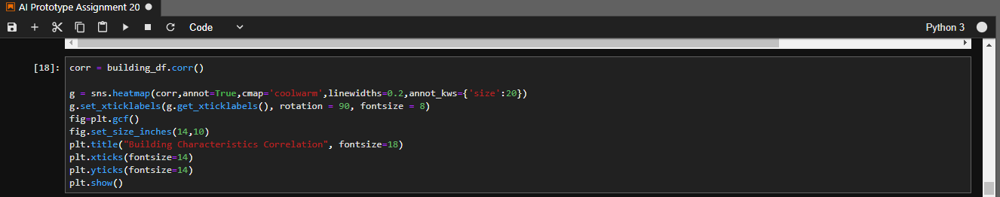 AI Prototype Assignment 20
Code
Python 3
[18]:
corr = building_df.corr()
g = sns.heatmap(corr,annot=True,cmap='coolwarm',linewidths=0.2,annot_kws={'size':20})
g.set_xticklabels(g.get_xticklabels(), rotation = 90, fontsize = 8)
fig=plt.gcf()
fig.set_size_inches(14,10)
plt.title("Building Characteristics Correlation", fontsize=18)
plt.xticks(fontsize=14)
plt.yticks(fontsize=14)
plt.show()